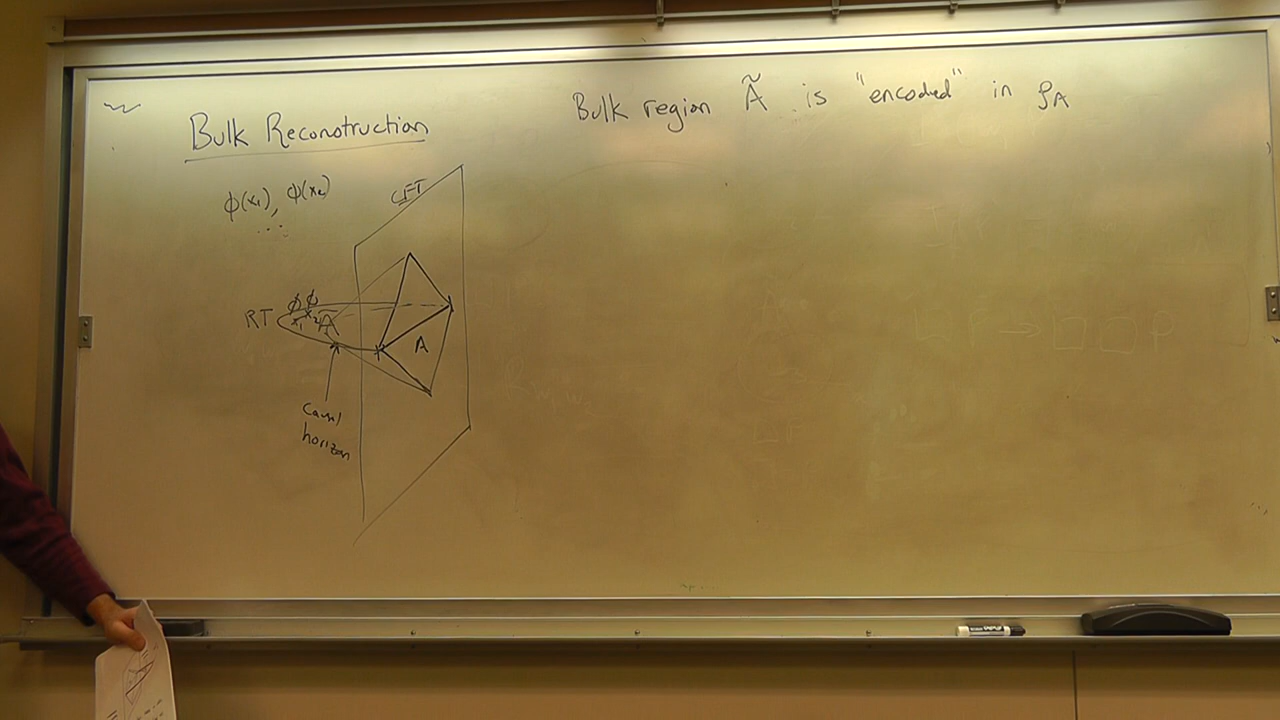 Bulk Reconstruction
Bulk region Ã is "encoded" in ρ_A
ϕ(x₁), ϕ(x₂)
...
CFT
ϕ ϕ
RT x₁ x₂ Ã
A
causal
horizon